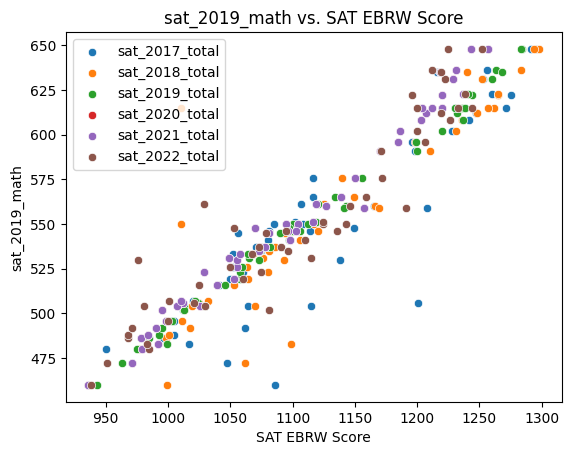 sat_2019_math vs. SAT EBRW Score
sat_2017_total
sat_2018_total
sat_2019_total
sat_2020_total
sat_2021_total
sat_2022_total
650
625
600
575
550
525
500
475
sat_2019_math
950 1000 1050 1100 1150 1200 1250 1300
SAT EBRW Score